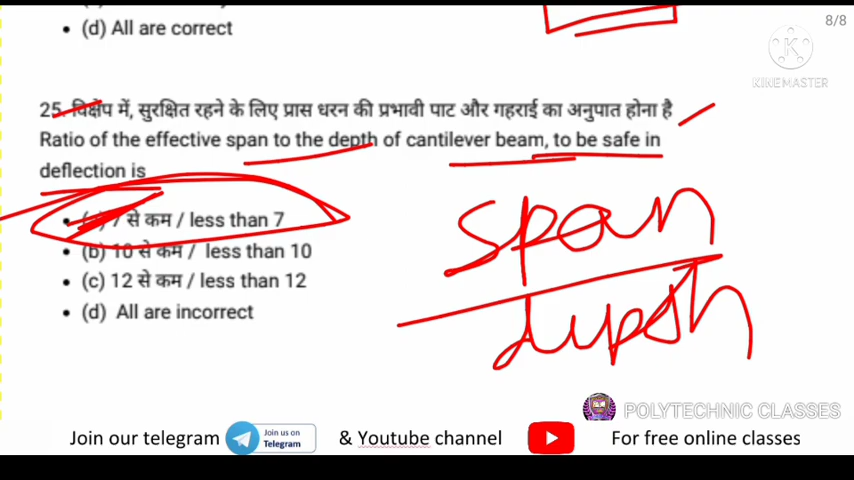 • (d) All are correct
8/8
KINEMASTER
25. विक्षेप में, सुरक्षित रहने के लिए प्रास धरन की प्रभावी पाट और गहराई का अनुपात होना है
Ratio of the effective span to the depth of cantilever beam, to be safe in
deflection is
• (a) 7 से कम / less than 7
• (b) 10 से कम / less than 10
• (c) 12 से कम / less than 12
• (d) All are incorrect
span
depth
POLYTECHNIC CLASSES
Join our telegram Join us on Telegram & Youtube channel For free online classes